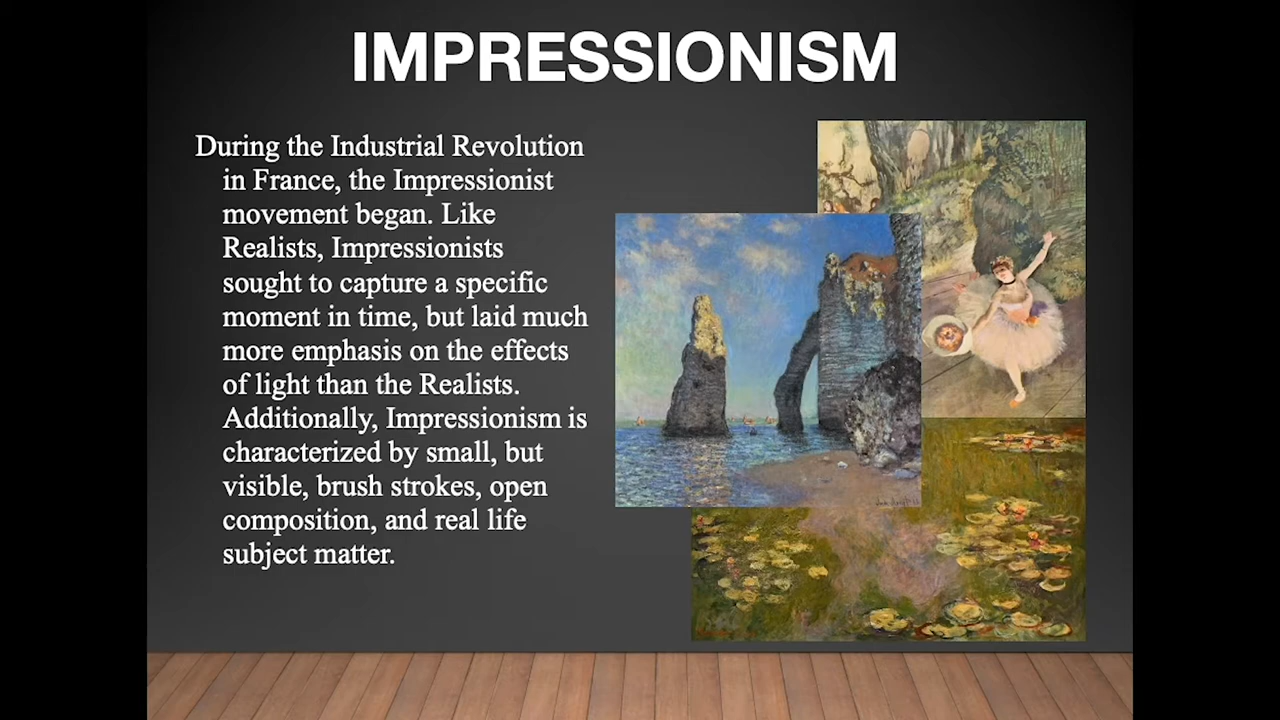 IMPRESSIONISM
During the Industrial Revolution
in France, the Impressionist
movement began. Like
Realists, Impressionists
sought to capture a specific
moment in time, but laid much
more emphasis on the effects
of light than the Realists.
Additionally, Impressionism is
characterized by small, but
visible, brush strokes, open
composition, and real life
subject matter.